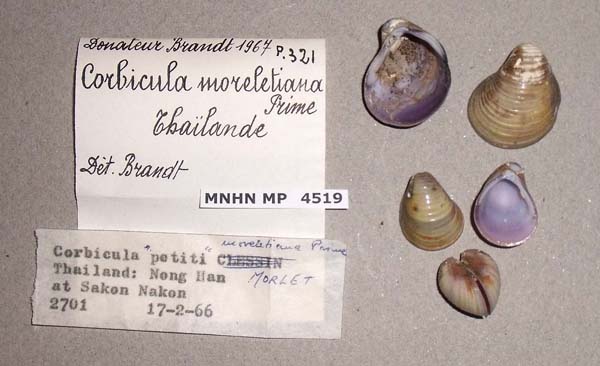 Donateur Brandt 1967 P.321
Corbicula moreletiana
Prime
Thaïlande
Dét. Brandt
MNHN MP 4519
Corbicula "petiti" CLESSIN moreletiana Prime
Thailand: Nong Han MORLET
at Sakon Nakon
2701 17-2-66